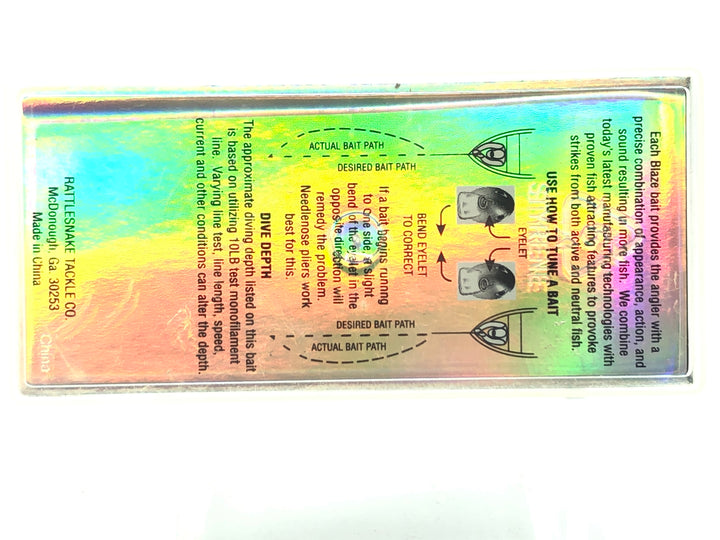 Each Blaze bait provides the angler with a
precise combination of appearance, action, and
sound resulting in more fish. We combine
today's latest manufacturing technologies with
proven fish attracting features to provoke
strikes from both active and neutral fish.
USE HOW TO TUNE A BAIT
EYELET
ACTUAL BAIT PATH
DESIRED BAIT PATH
BEND EYELET
TO CORRECT
DESIRED BAIT PATH
ACTUAL BAIT PATH
If a bait begins running
to one side, a slight
bend of the eyelet in the
opposite direction will
remedy the problem.
Needlenose pliers work
best for this.
DIVE DEPTH
The approximate diving depth listed on this bait
is based on utilizing 10LB test monofilament
line. Varying line test, line length, speed,
current and other conditions can alter the depth.
RATTLESNAKE TACKLE CO.
McDonough, Ga. 30253
Made in China
China